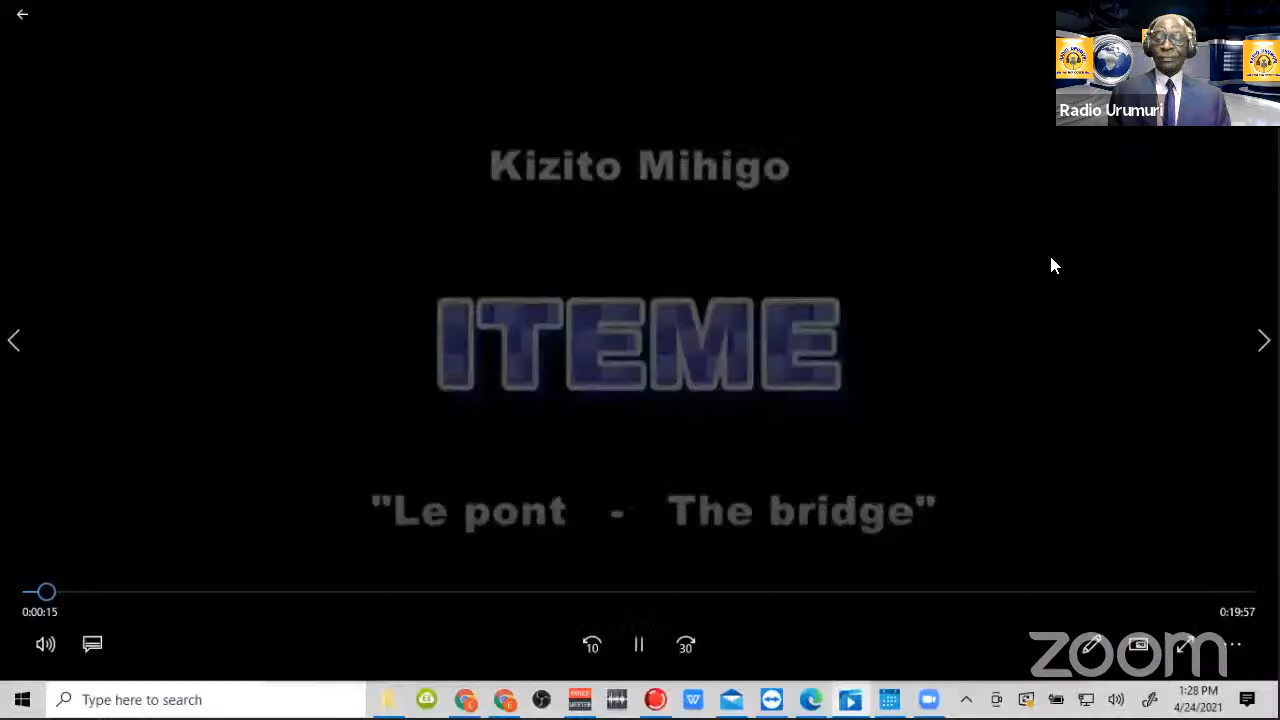 Radio Urumuri
Kizito Mihigo
ITEME
"Le pont - The bridge"
0:00:15
0:19:57
10
30
zoom
Type here to search
1:28 PM
4/24/2021